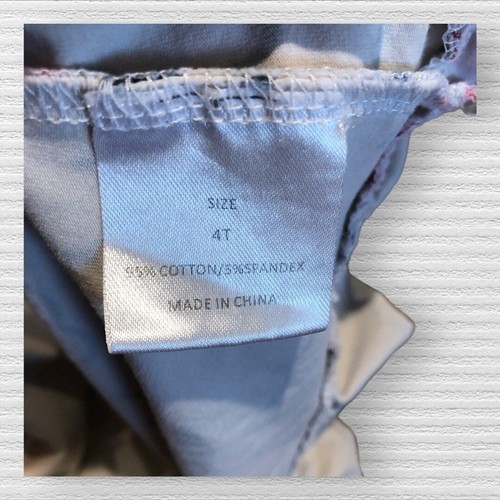 SIZE
4T
95% COTTON/5%SPANDEX
MADE IN CHINA